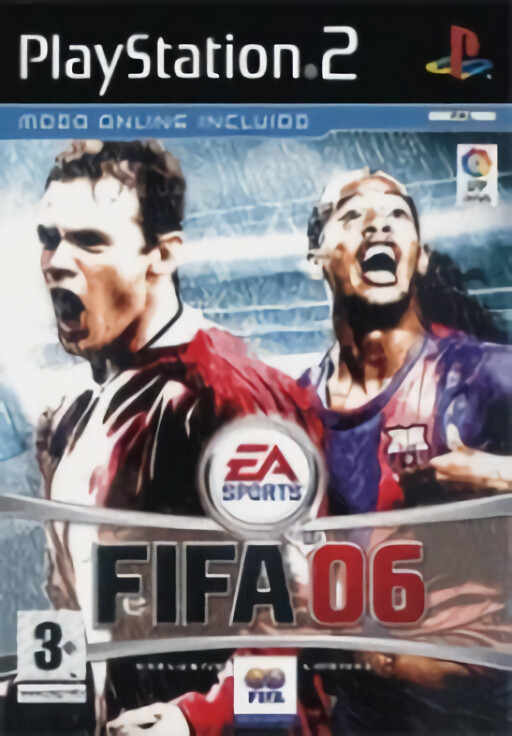 PlayStation.2
MODO ONLINE INCLUIDO
EA
SPORTS
FIFA 06
3+
FIFA